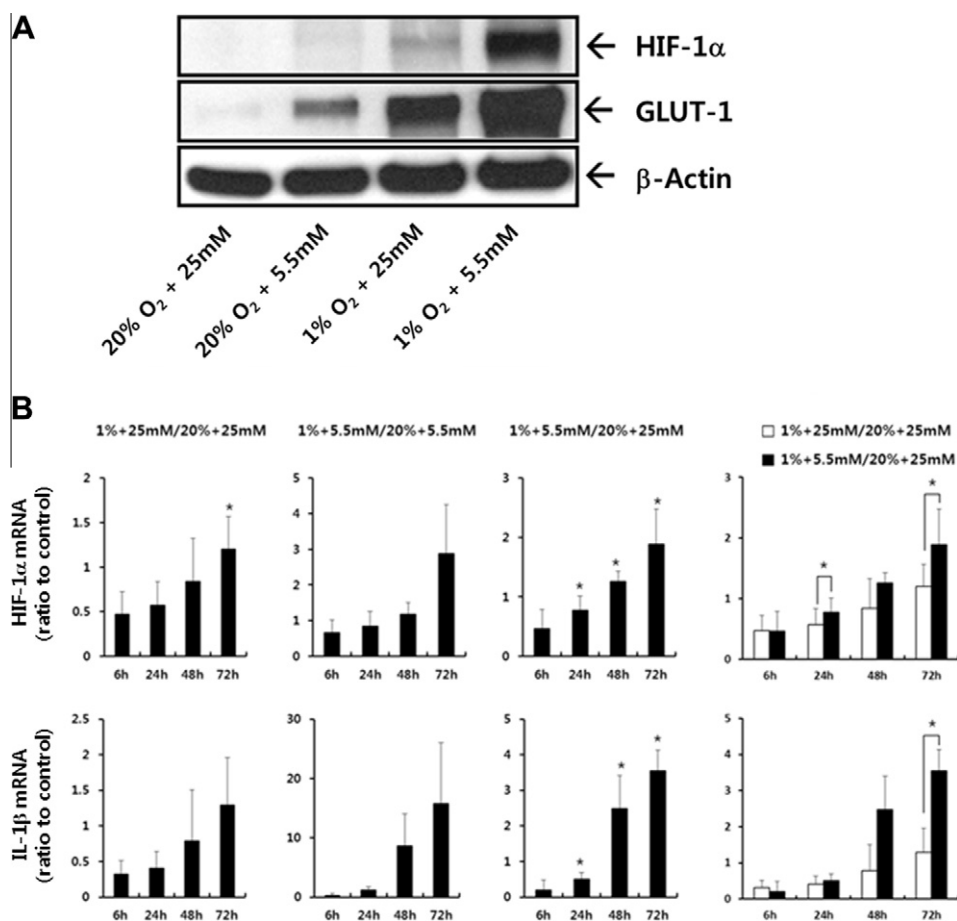 A
HIF-1α
GLUT-1
β-Actin
20% O₂ + 25mM
20% O₂ + 5.5mM
1% O₂ + 25mM
1% O₂ + 5.5mM
B
1%+25mM/20%+25mM
1%+5.5mM/20%+5.5mM
1%+5.5mM/20%+25mM
1%+25mM/20%+25mM
1%+5.5mM/20%+25mM
HIF-1α mRNA
(ratio to control)
2
1.5
1
0.5
0
*
6h 24h 48h 72h
5
4
3
2
1
0
6h 24h 48h 72h
3
2
1
0
* * *
6h 24h 48h 72h
3
2
1
0
* *
6h 24h 48h 72h
IL-1β mRNA
(ratio to control)
2.5
2
1.5
1
0.5
0
6h 24h 48h 72h
30
20
10
0
6h 24h 48h 72h
5
4
3
2
1
0
* * *
6h 24h 48h 72h
5
4
3
2
1
0
*
6h 24h 48h 72h